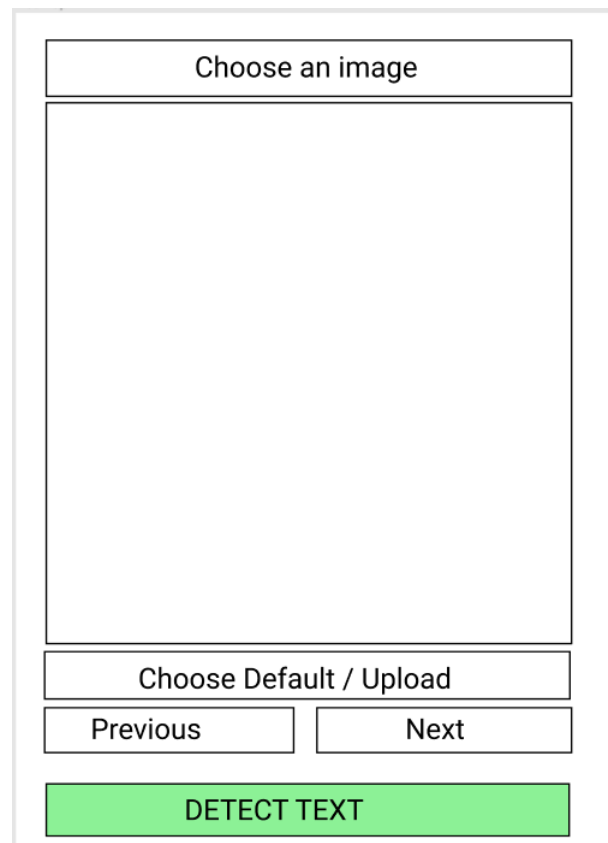 Choose an image
Choose Default / Upload
Previous Next
DETECT TEXT